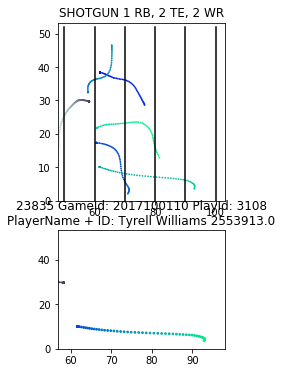 SHOTGUN 1 RB, 2 TE, 2 WR
50
40
30
20
10
0
60 80 100
23835 GameId: 2017100110 PlayId: 3108
PlayerName + ID: Tyrell Williams 2553913.0
40
20
0
60 70 80 90